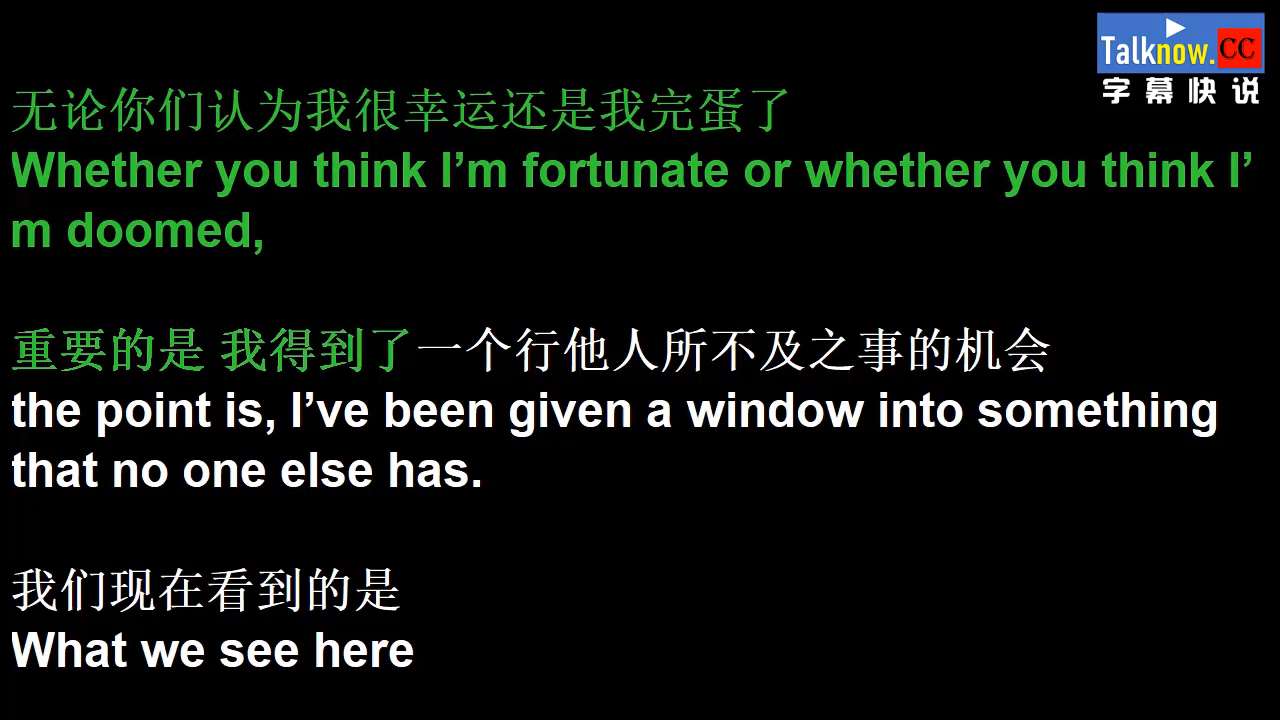 Talknow.CC
字幕快说
无论你们认为我很幸运还是我完蛋了
Whether you think I’m fortunate or whether you think I’
m doomed,
重要的是 我得到了一个行他人所不及之事的机会
the point is, I’ve been given a window into something
that no one else has.
我们现在看到的是
What we see here